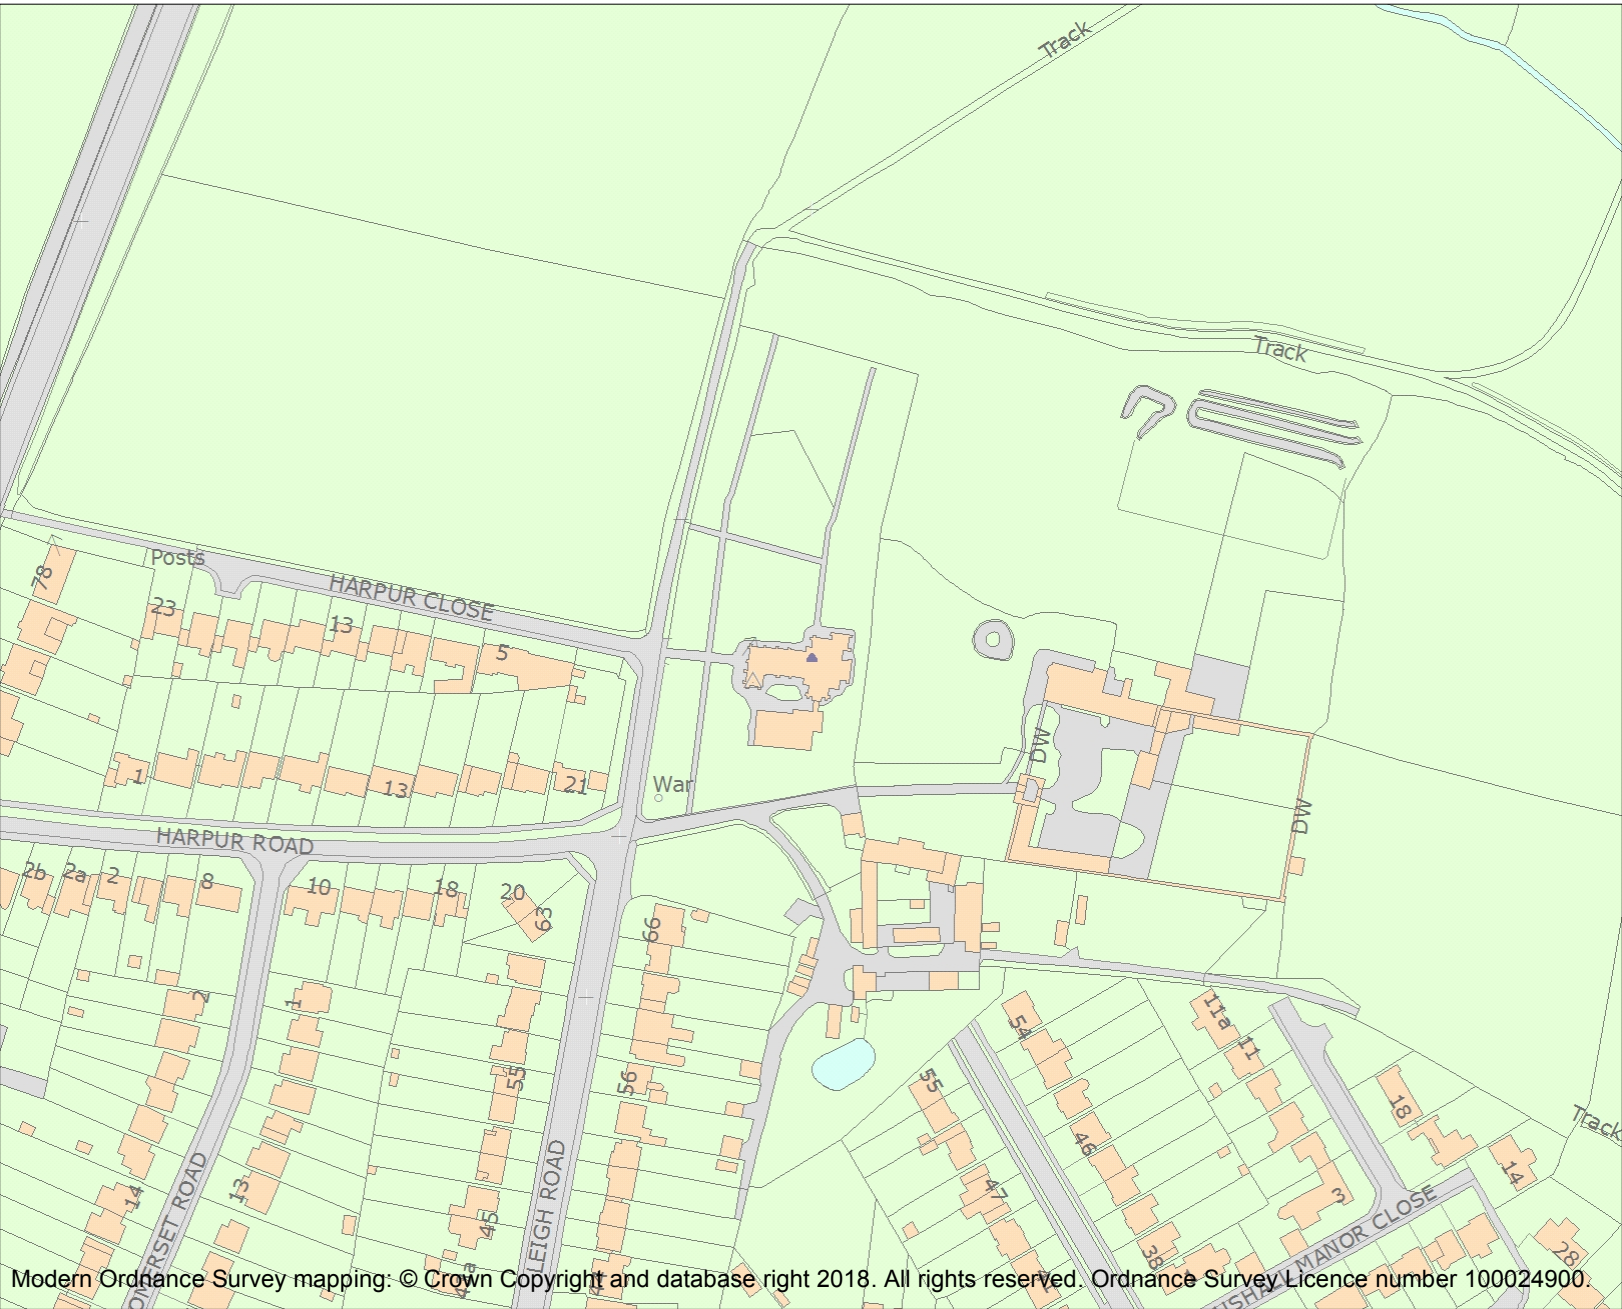 Track
Track
Posts
HARPUR CLOSE
78
23
13
5
War
DW
DW
1
13
21
HARPUR ROAD
2b
2a
2
8
10
18
20
63
66
2
1
54
11a
11
55
56
55
18
46
Track
14
13
14
47
3
45
LEIGH ROAD
OMERSET ROAD
38
28
USHALL MANOR CLOSE
Modern Ordnance Survey mapping: © Crown Copyright and database right 2018. All rights reserved. Ordnance Survey Licence number 100024900.